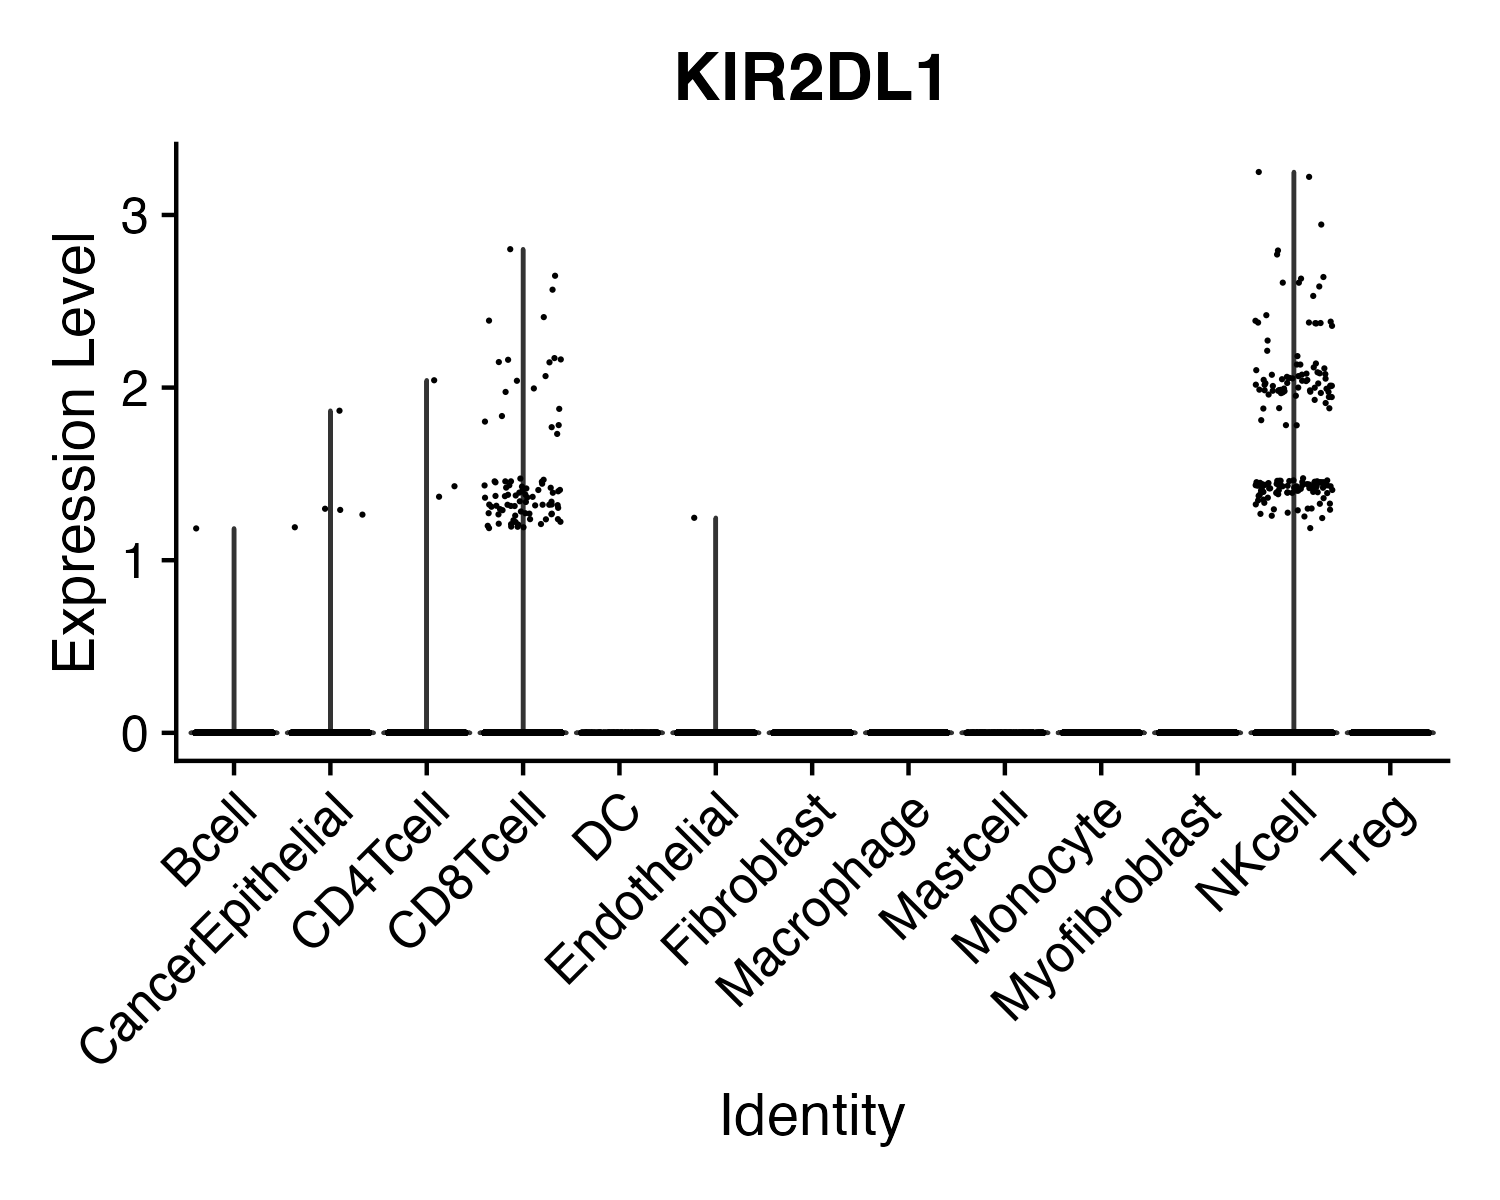 KIR2DL1
Expression Level
3
2
1
0
Bcell
CancerEpithelial
CD4Tcell
CD8Tcell
DC
Endothelial
Fibroblast
Macrophage
Mastcell
Monocyte
Myofibroblast
NKcell
Treg
Identity